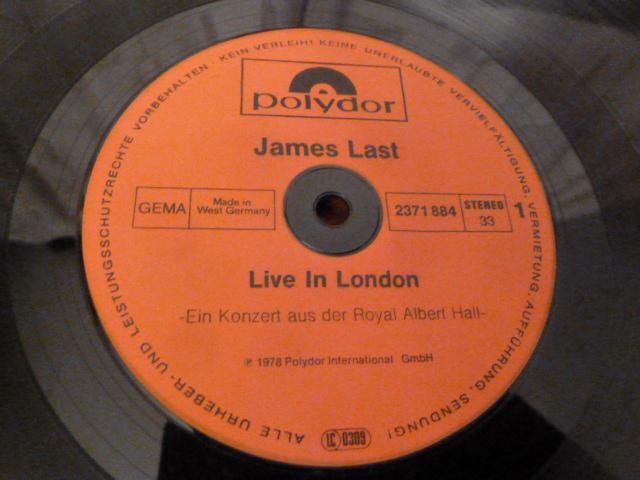 ALLE URHEBER- UND LEISTUNGSSCHUTZRECHTE VORBEHALTEN · KEIN VERLEIH! KEINE UNERLAUBTE VERVIELFÄLTIGUNG, VERMIETUNG, AUFFÜHRUNG, SENDUNG!
polydor
James Last
GEMA
Made in
West Germany
2371 884
STEREO
33
1
Live In London
-Ein Konzert aus der Royal Albert Hall-
℗ 1978 Polydor International GmbH
LC 0309